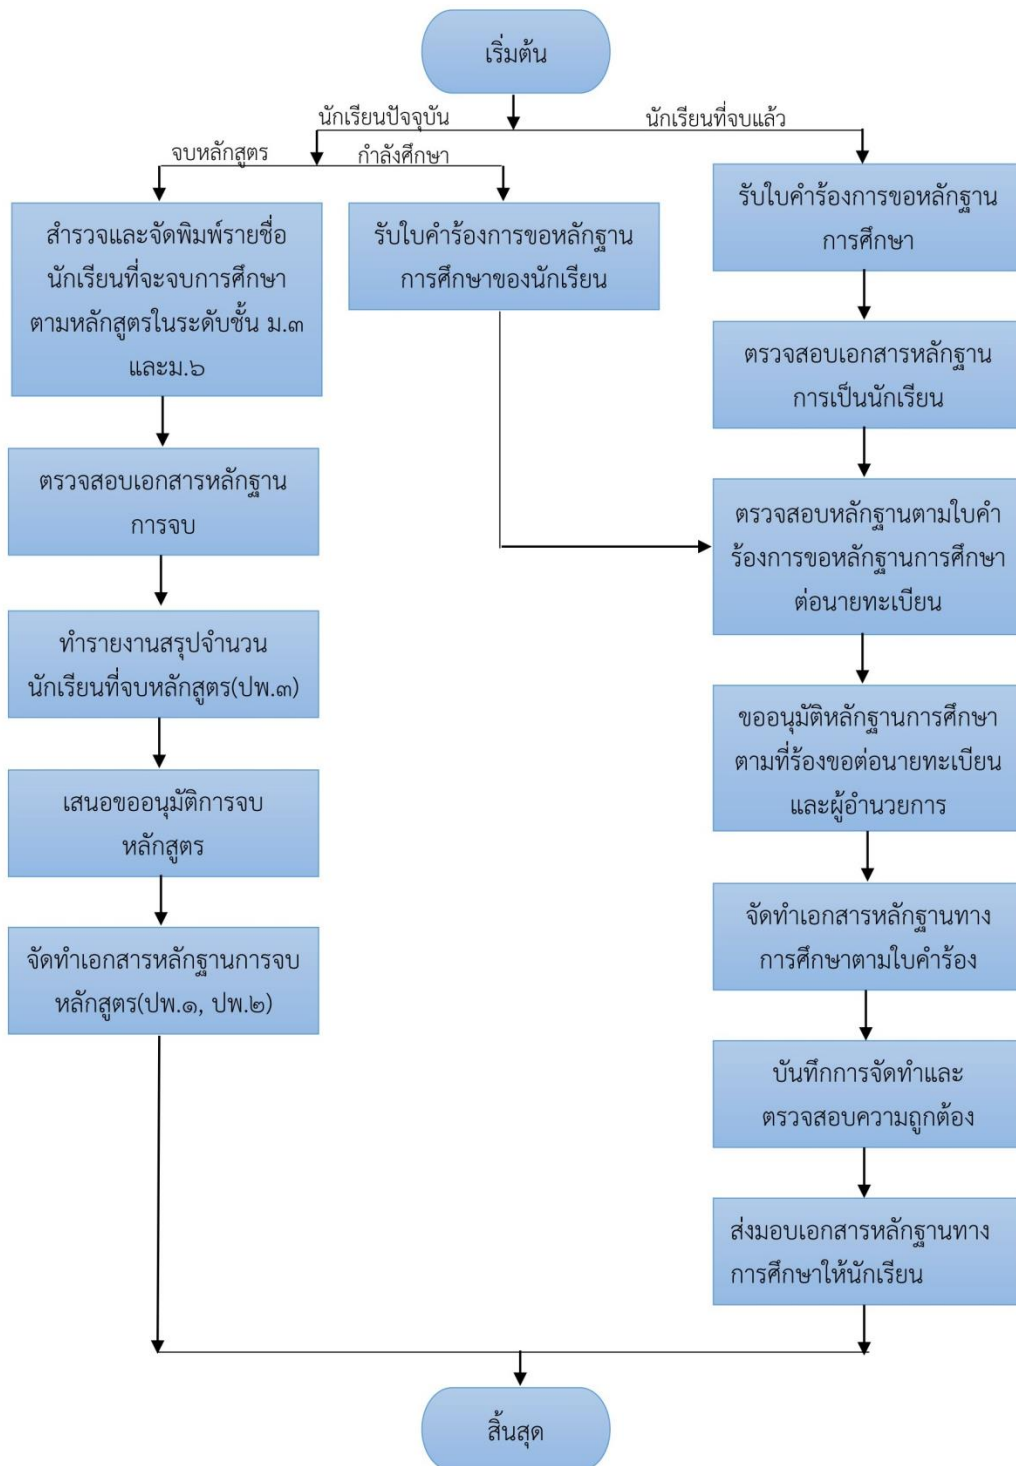 เริ่มต้น
นักเรียนปัจจุบัน
นักเรียนที่จบแล้ว
จบหลักสูตร
กำลังศึกษา
สำรวจและจัดพิมพ์รายชื่อ
นักเรียนที่จะจบการศึกษา
ตามหลักสูตรในระดับชั้น ม.๓
และม.๖
ตรวจสอบเอกสารหลักฐาน
การจบ
ทำรายงานสรุปจำนวน
นักเรียนที่จบหลักสูตร(ปพ.๓)
เสนอขออนุมัติการจบ
หลักสูตร
จัดทำเอกสารหลักฐานการจบ
หลักสูตร(ปพ.๑, ปพ.๒)
รับใบคำร้องการขอหลักฐาน
การศึกษาของนักเรียน
รับใบคำร้องการขอหลักฐาน
การศึกษา
ตรวจสอบเอกสารหลักฐาน
การเป็นนักเรียน
ตรวจสอบหลักฐานตามใบคำ
ร้องการขอหลักฐานการศึกษา
ต่อนายทะเบียน
ขออนุมัติหลักฐานการศึกษา
ตามที่ร้องขอต่อนายทะเบียน
และผู้อำนวยการ
จัดทำเอกสารหลักฐานทาง
การศึกษาตามใบคำร้อง
บันทึกการจัดทำและ
ตรวจสอบความถูกต้อง
ส่งมอบเอกสารหลักฐานทาง
การศึกษาให้นักเรียน
สิ้นสุด